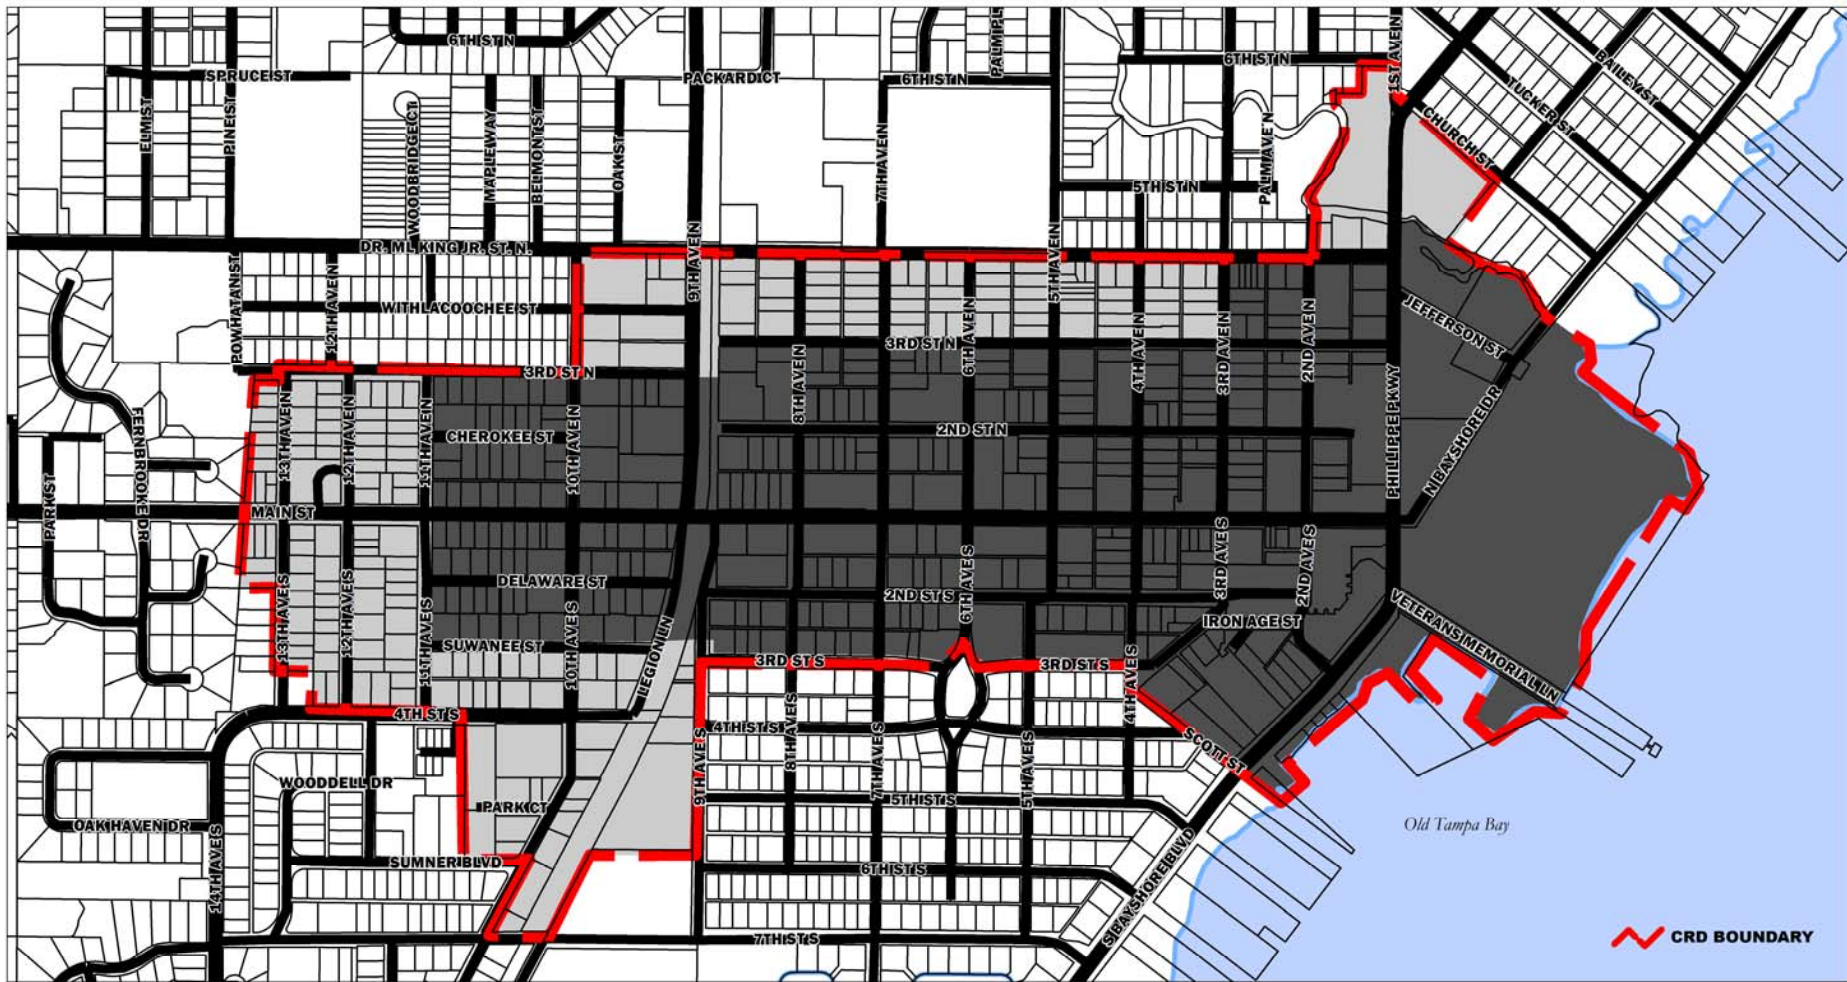 6TH ST N
SPRUCE ST
PACKARD CT
6TH ST N
PALM PL
6TH ST N
1ST AVE N
BAILEY ST
TUCKER ST
CHURCH ST
ELM ST
PINE ST
WOODBRIDGE CT
MAPLEWAY
BELMONT ST
OAK ST
7TH AVE N
5TH ST N
PALM AVE N
DR. ML KING JR. ST. N.
9TH AVE N
5TH AVE N
POWHATAN ST
12TH AVE N
WITHLACOOCHEE ST
6TH AVE N
4TH AVE N
3RD AVE N
2ND AVE N
JEFFERSON ST
3RD ST N
3RD ST N
8TH AVE N
PHILLIPPE PKWY
N BAYSHORE DR
FERNBROOKE DR
13TH AVE N
12TH AVE N
11TH AVE N
CHEROKEE ST
10TH AVE N
2ND ST N
PARK ST
MAIN ST
DELAWARE ST
2ND ST S
6TH AVE S
3RD AVE S
2ND AVE S
VETERANS MEMORIAL LN
13TH AVE S
12TH AVE S
11TH AVE S
SUWANEE ST
10TH AVE S
LEGION LN
IRON AGE ST
3RD ST S
3RD ST S
4TH AVE S
4TH ST S
4TH ST S
SCOTT ST
9TH AVE S
8TH AVE S
7TH AVE S
5TH AVE S
WOODDELL DR
PARK CT
5TH ST S
OAK HAVEN DR
Old Tampa Bay
14TH AVE S
SUMNER BLVD
6TH ST S
S BAYSHORE BLVD
7TH ST S
CRD BOUNDARY